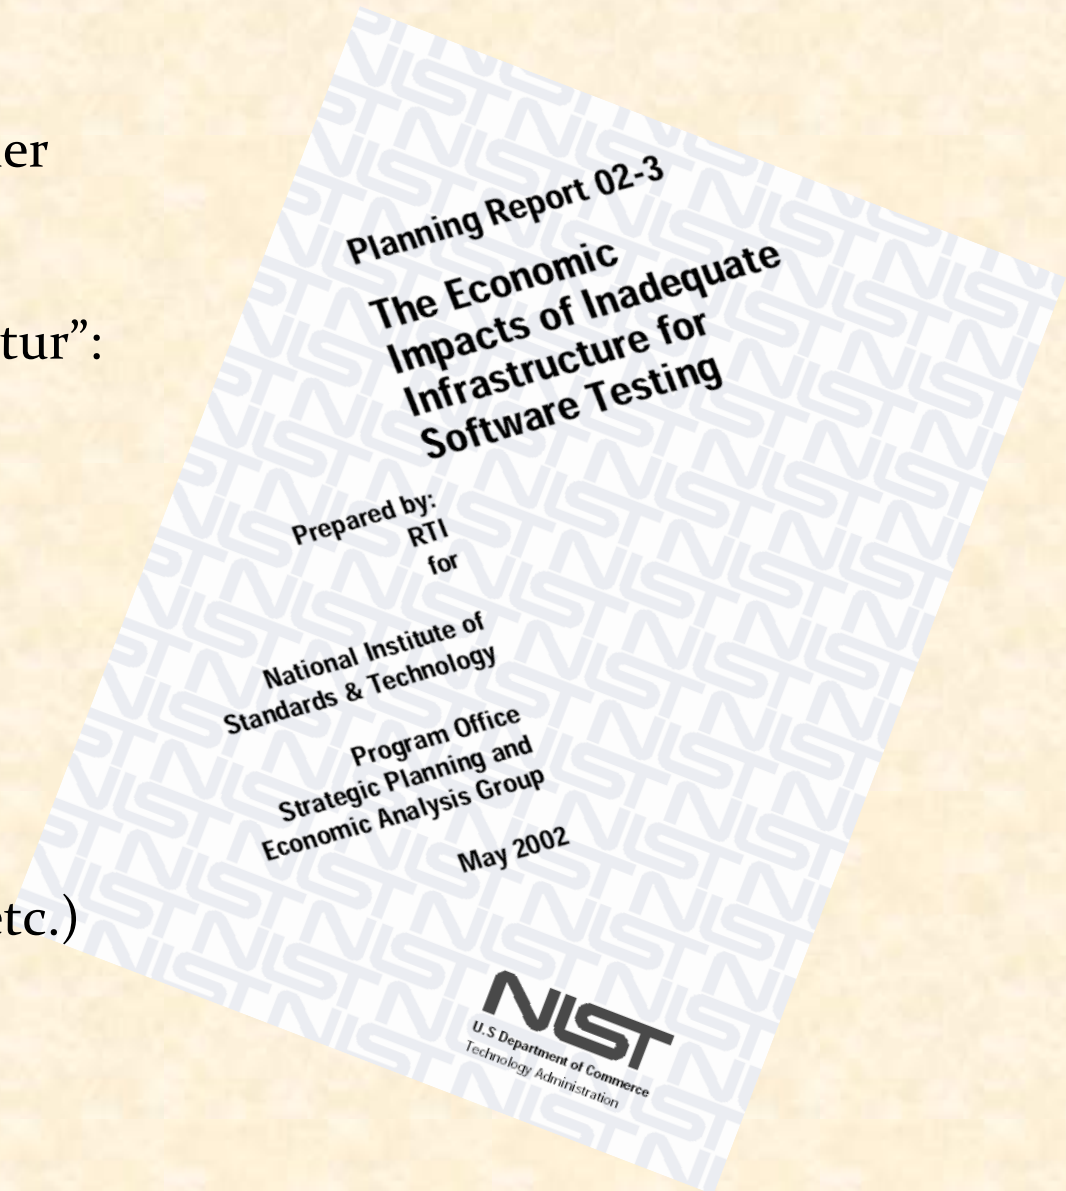 er
tur”:
etc.)
Planning Report 02-3
The Economic
Impacts of Inadequate
Infrastructure for
Software Testing
Prepared by:
RTI
for
National Institute of
Standards & Technology
Program Office
Strategic Planning and
Economic Analysis Group
May 2002
NIST
U.S Department of Commerce
Technology Administration